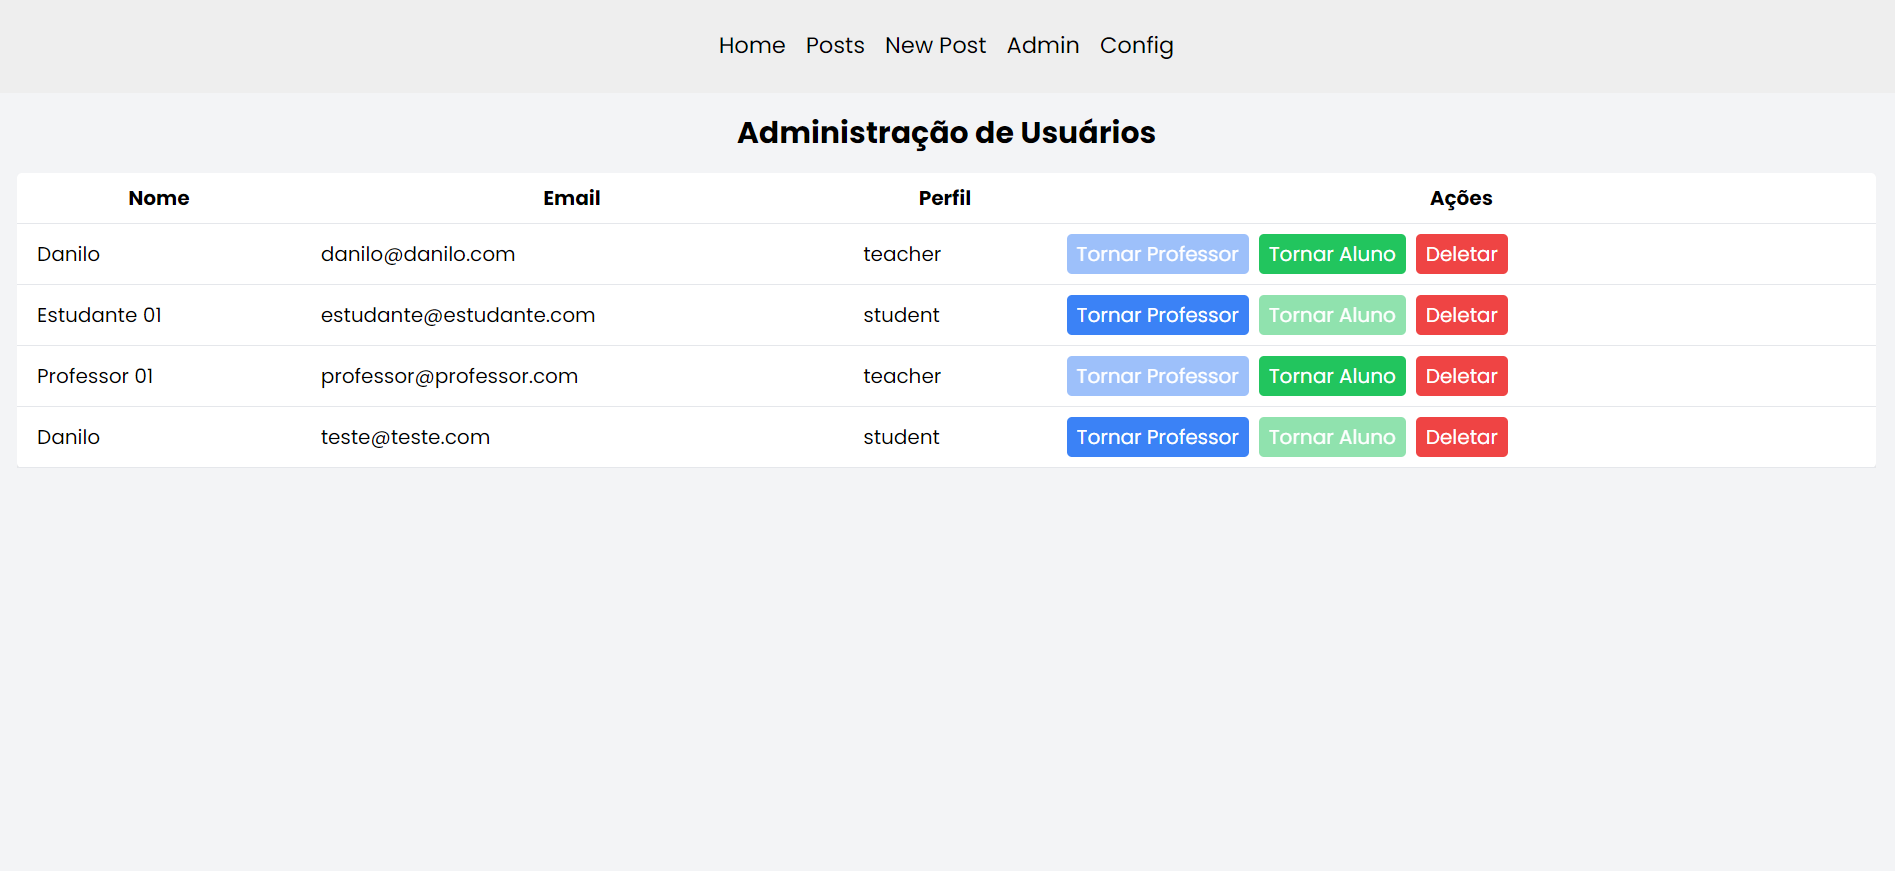 Home Posts New Post Admin Config
Administração de Usuários
Nome Email Perfil Ações
Danilo danilo@danilo.com teacher Tornar Professor Tornar Aluno Deletar
Estudante 01 estudante@estudante.com student Tornar Professor Tornar Aluno Deletar
Professor 01 professor@professor.com teacher Tornar Professor Tornar Aluno Deletar
Danilo teste@teste.com student Tornar Professor Tornar Aluno Deletar